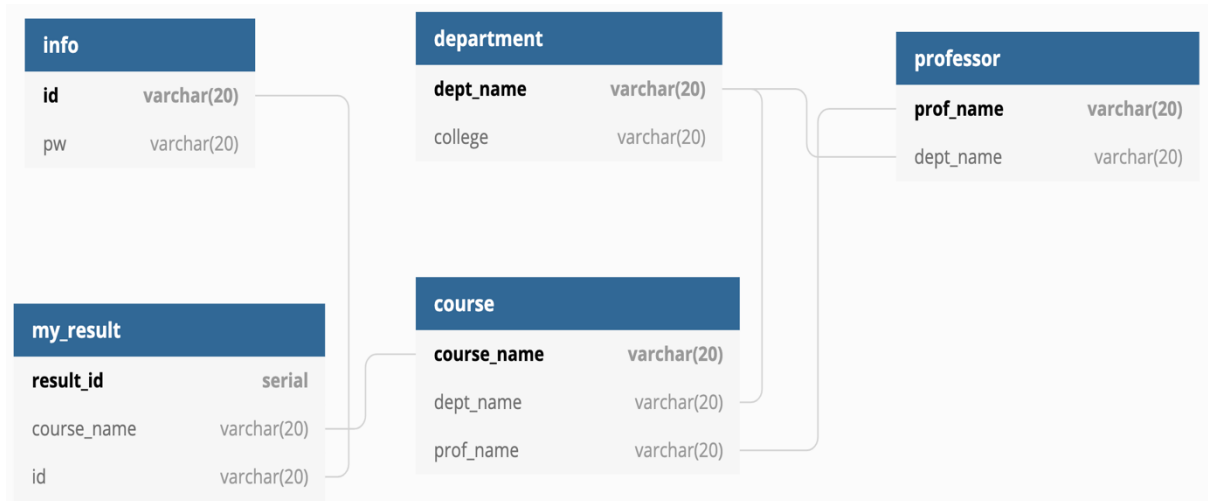 info
id varchar(20)
pw varchar(20)
department
dept_name varchar(20)
college varchar(20)
professor
prof_name varchar(20)
dept_name varchar(20)
my_result
result_id serial
course_name varchar(20)
id varchar(20)
course
course_name varchar(20)
dept_name varchar(20)
prof_name varchar(20)